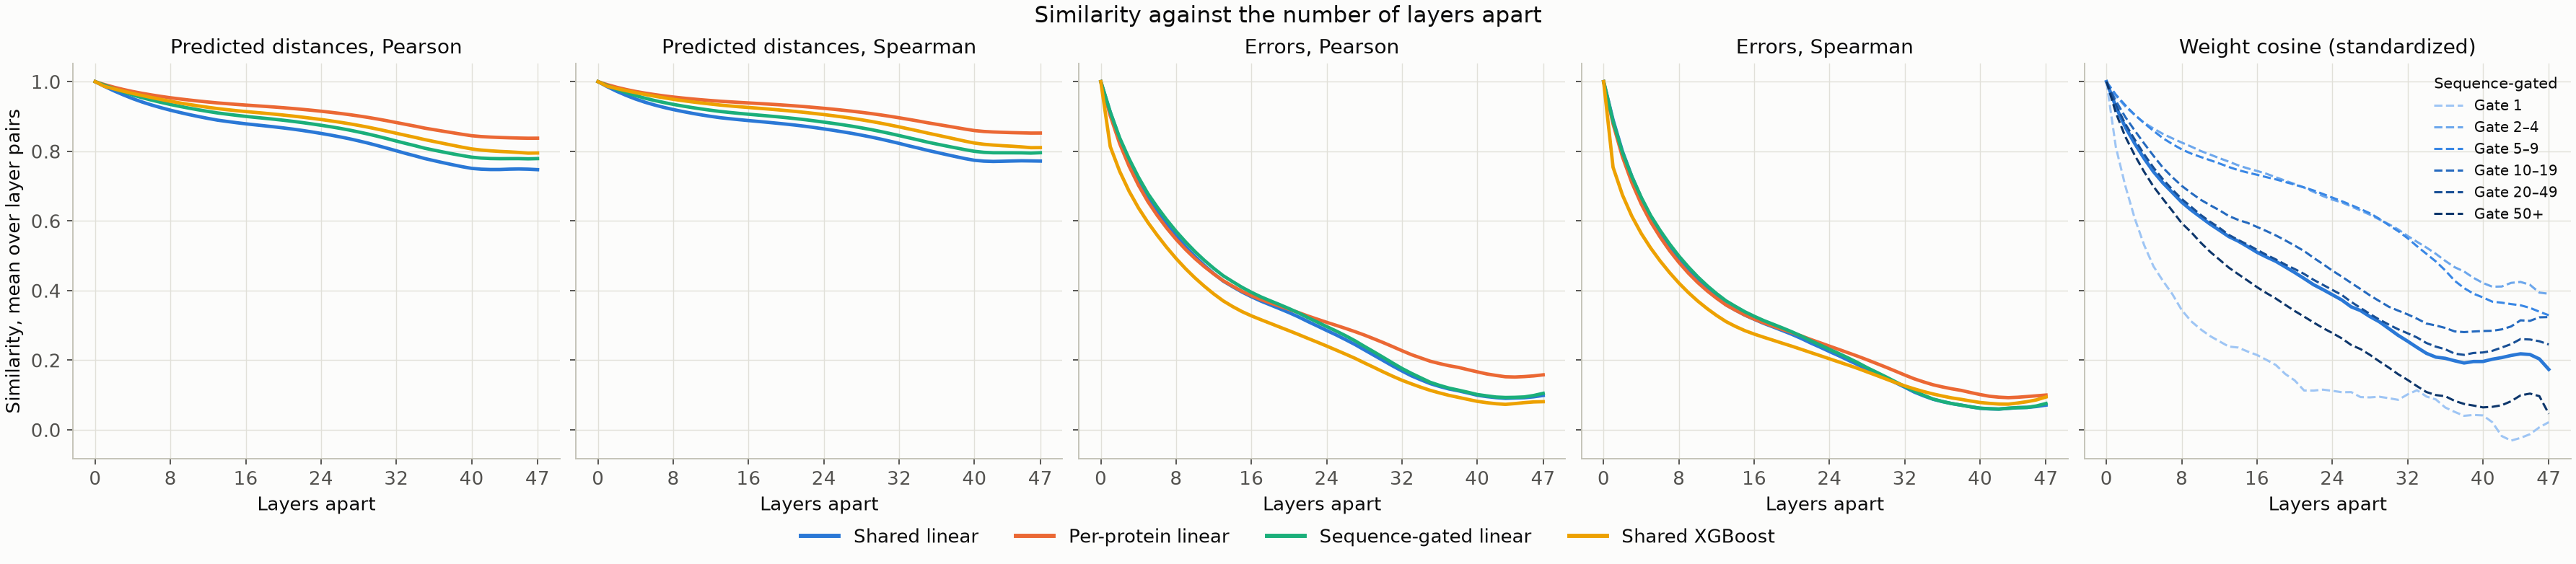 Similarity against the number of layers apart
Predicted distances, Pearson
Predicted distances, Spearman
Errors, Pearson
Errors, Spearman
Weight cosine (standardized)
Similarity, mean over layer pairs
1.0
0.8
0.6
0.4
0.2
0.0
0 8 16 24 32 40 47
0 8 16 24 32 40 47
0 8 16 24 32 40 47
0 8 16 24 32 40 47
0 8 16 24 32 40 47
Layers apart
Layers apart
Layers apart
Layers apart
Layers apart
Sequence-gated
Gate 1
Gate 2–4
Gate 5–9
Gate 10–19
Gate 20–49
Gate 50+
Shared linear
Per-protein linear
Sequence-gated linear
Shared XGBoost